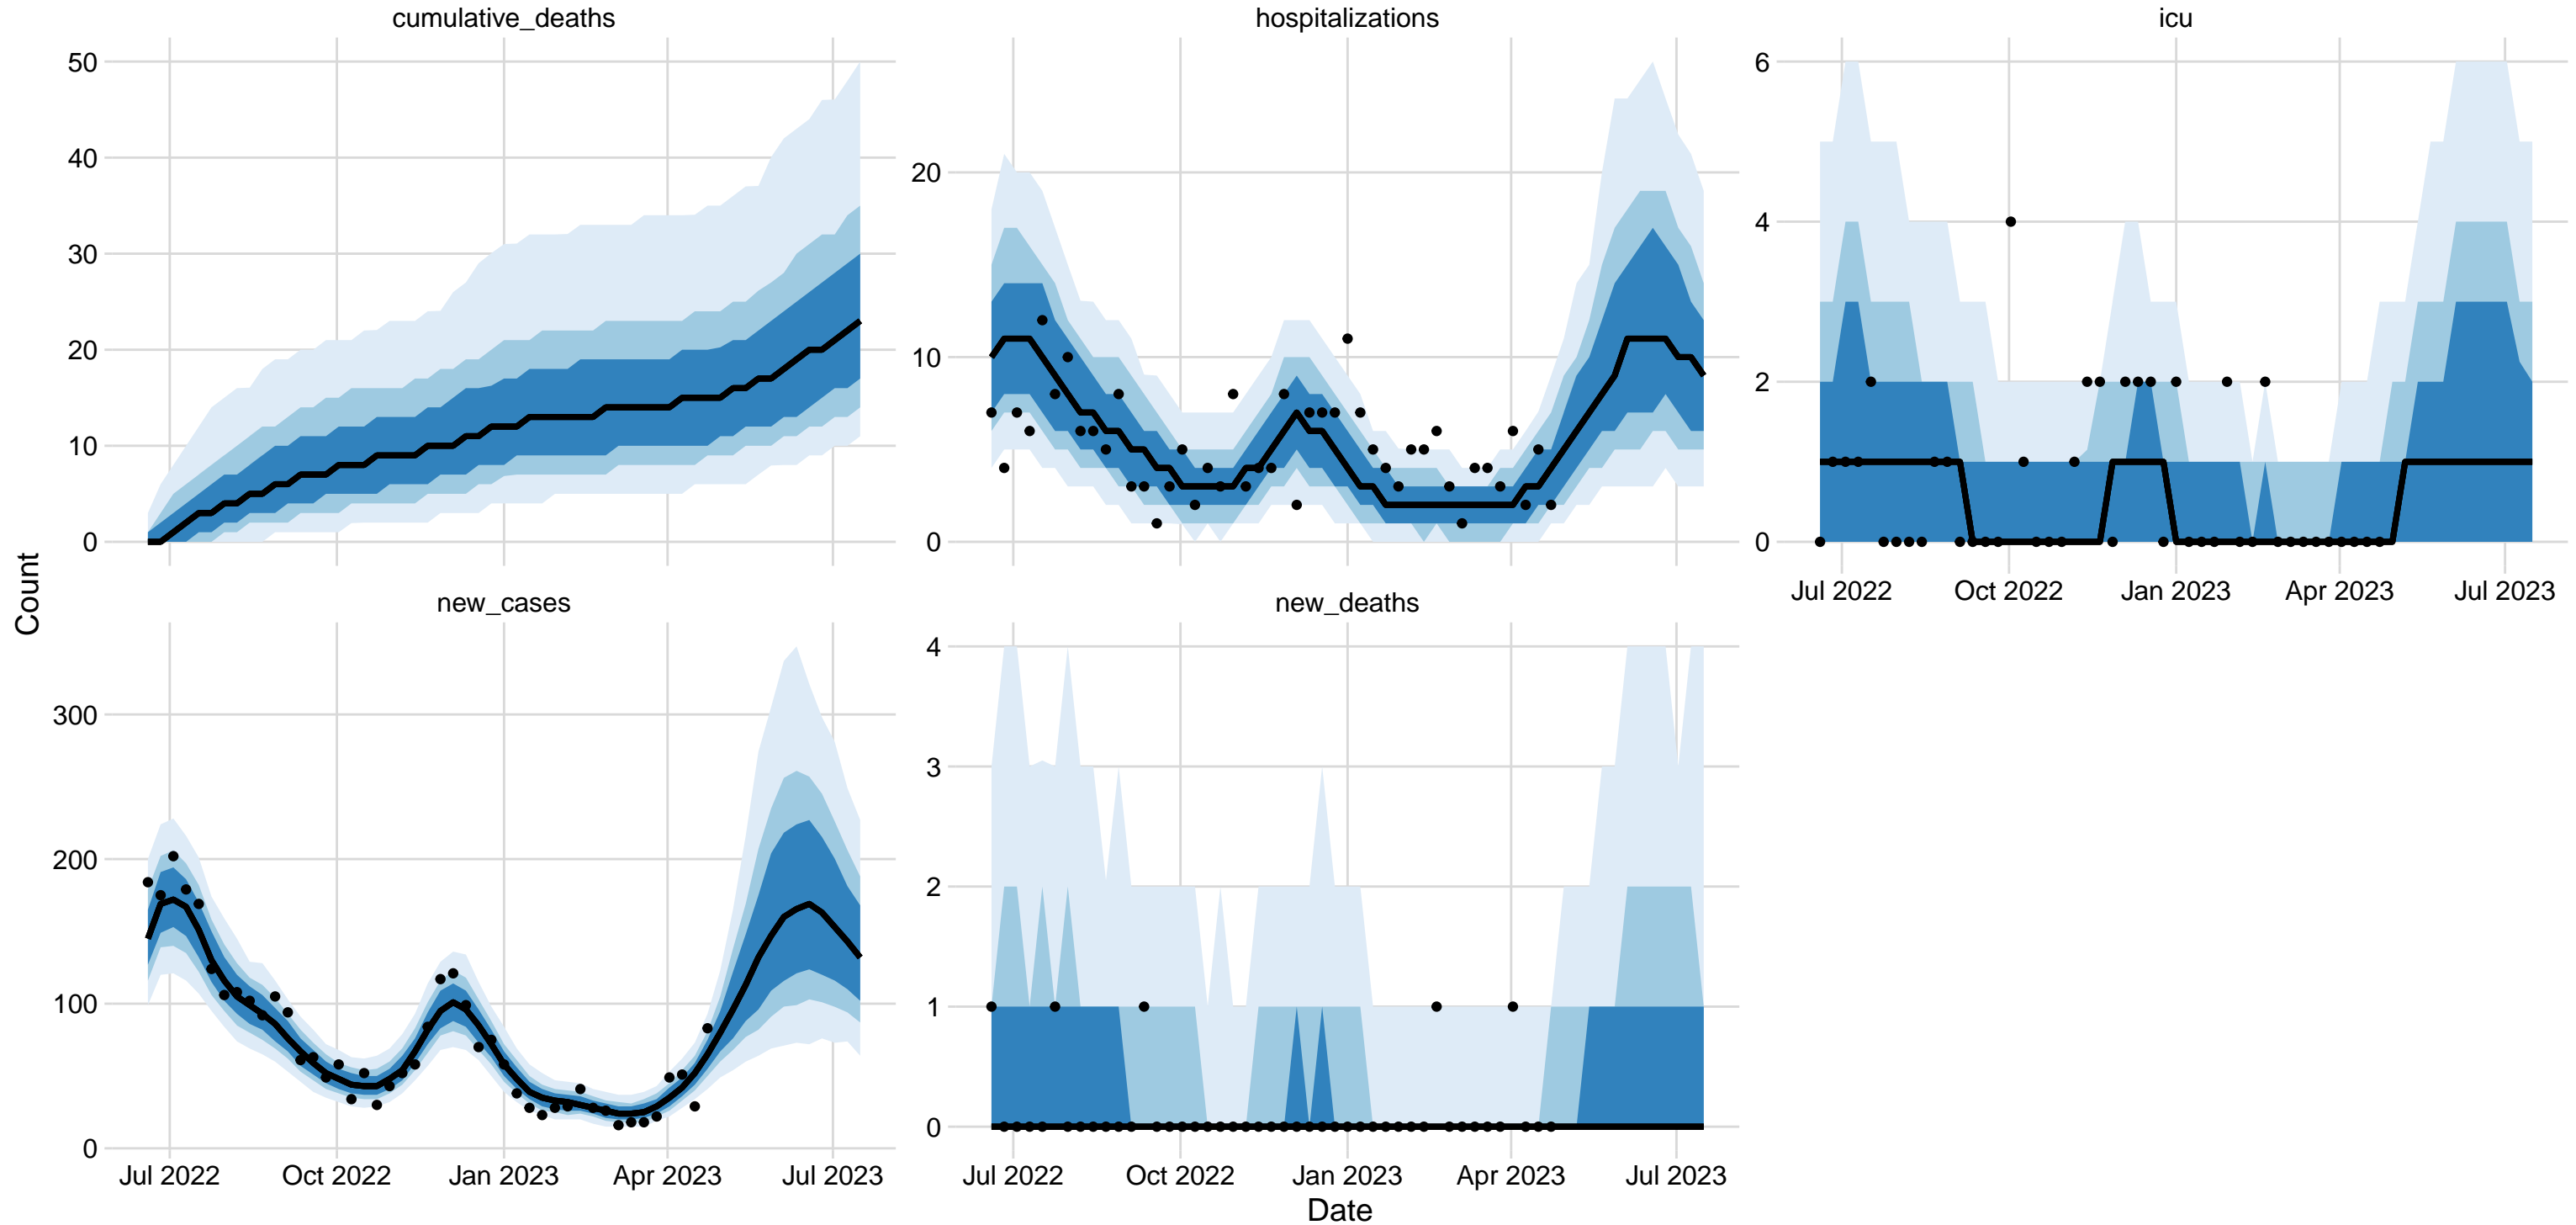 cumulative_deaths
hospitalizations
icu
50
40
30
20
10
0
20
10
0
6
4
2
0
Jul 2022 Oct 2022 Jan 2023 Apr 2023 Jul 2023
Count
new_cases
new_deaths
300
200
100
0
Jul 2022 Oct 2022 Jan 2023 Apr 2023 Jul 2023
4
3
2
1
0
Jul 2022 Oct 2022 Jan 2023 Apr 2023 Jul 2023
Date